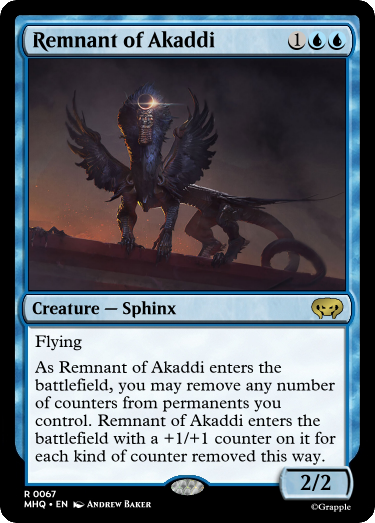 Remnant of Akaddi 1
Creature — Sphinx
Flying
As Remnant of Akaddi enters the
battlefield, you may remove any number
of counters from permanents you
control. Remnant of Akaddi enters the
battlefield with a +1/+1 counter on it for
each kind of counter removed this way.
2/2
R 0067
MHQ • EN Andrew Baker
©Grapple